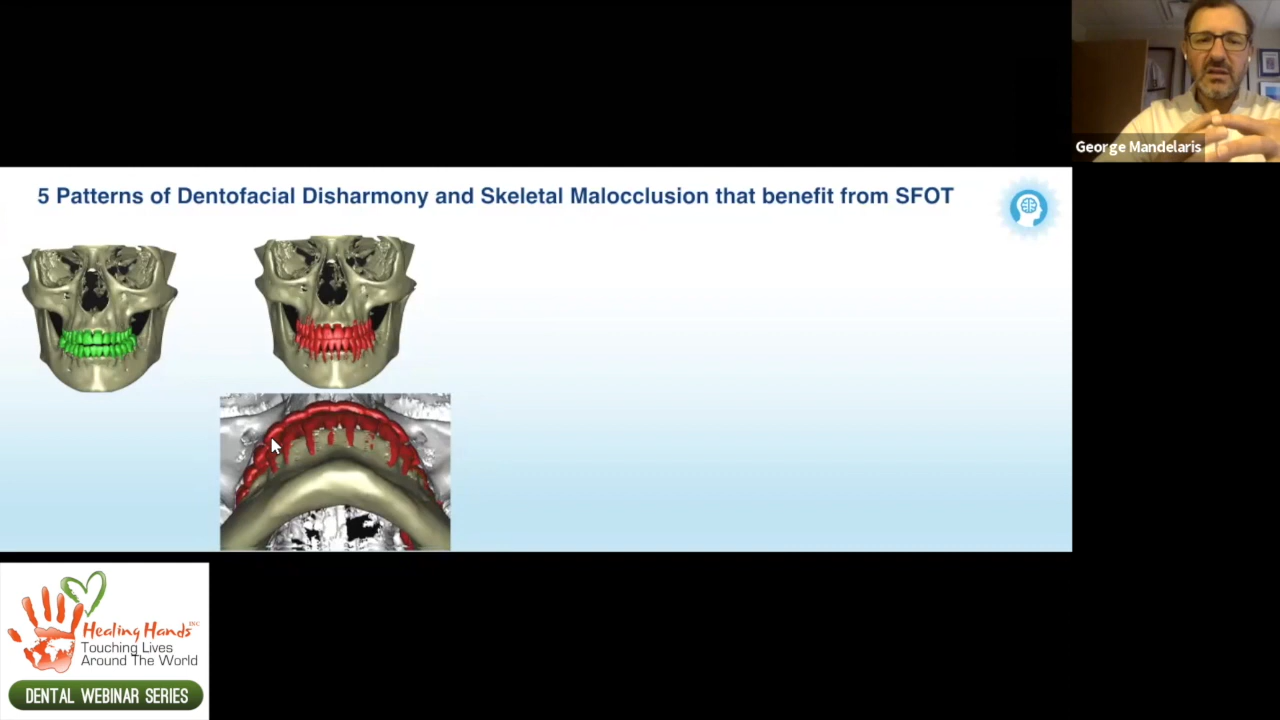 George Mandelaris
5 Patterns of Dentofacial Disharmony and Skeletal Malocclusion that benefit from SFOT
Healing Hands INC
Touching Lives
Around The World
DENTAL WEBINAR SERIES